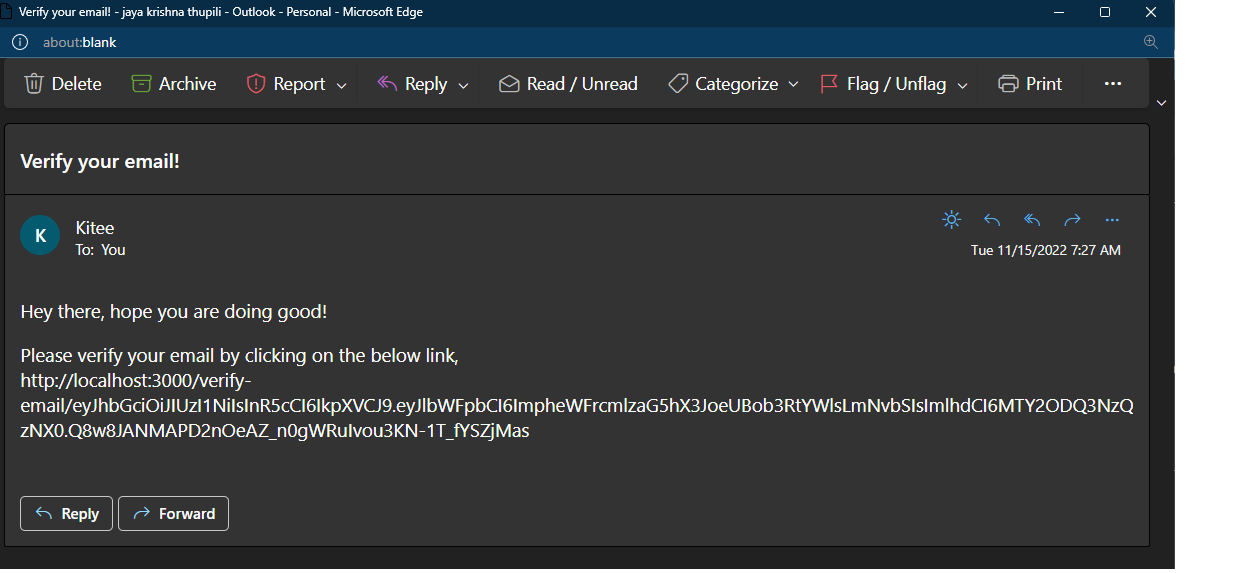 Verify your email! - jaya krishna thupili - Outlook - Personal - Microsoft Edge
about:blank
Delete Archive Report Reply Read / Unread Categorize Flag / Unflag Print ...
Verify your email!
K
Kitee
To: You
Tue 11/15/2022 7:27 AM
Hey there, hope you are doing good!
Please verify your email by clicking on the below link,
http://localhost:3000/verify-
email/eyJhbGciOiJIUzI1NiIsInR5cCI6IkpXVCJ9.eyJlbWFpbCI6ImpheWFrcmlzaG5hX3JoeUBob3RtYWlsLmNvbSIsImlhdCI6MTY2ODQ3NzQ
zNX0.Q8w8JANMAPD2nOeAZ_n0gWRuIvou3KN-1T_fYSZjMas
Reply Forward